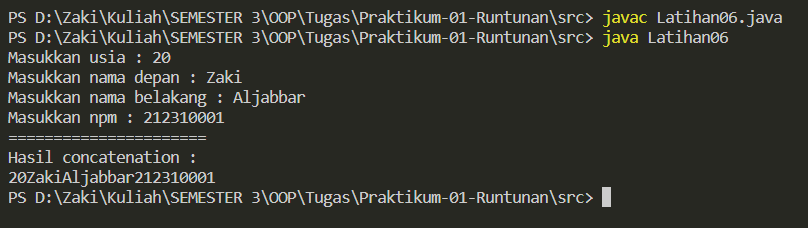 PS D:\Zaki\Kuliah\SEMESTER 3\OOP\Tugas\Praktikum-01-Runtunan\src> javac Latihan06.java
PS D:\Zaki\Kuliah\SEMESTER 3\OOP\Tugas\Praktikum-01-Runtunan\src> java Latihan06
Masukkan usia : 20
Masukkan nama depan : Zaki
Masukkan nama belakang : Aljabbar
Masukkan npm : 212310001
======================
Hasil concatenation :
20ZakiAljabbar212310001
PS D:\Zaki\Kuliah\SEMESTER 3\OOP\Tugas\Praktikum-01-Runtunan\src>